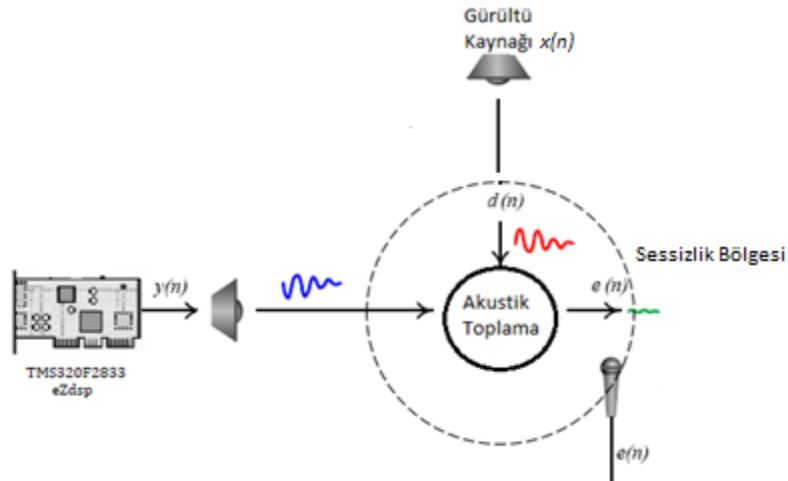 Gürültü
Kaynağı x(n)
d(n)
Sessizlik Bölgesi
y(n)
e(n)
Akustik
Toplama
TMS320F2833
eZdsp
e(n)